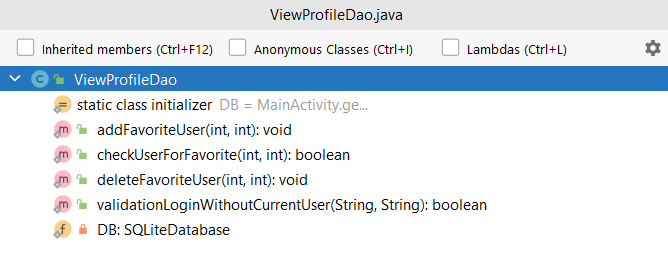 ViewProfileDao.java
Inherited members (Ctrl+F12) Anonymous Classes (Ctrl+I) Lambdas (Ctrl+L)
C ViewProfileDao
static class initializer DB = MainActivity.ge...
m addFavoriteUser(int, int): void
m checkUserForFavorite(int, int): boolean
m deleteFavoriteUser(int, int): void
m validationLoginWithoutCurrentUser(String, String): boolean
f DB: SQLiteDatabase